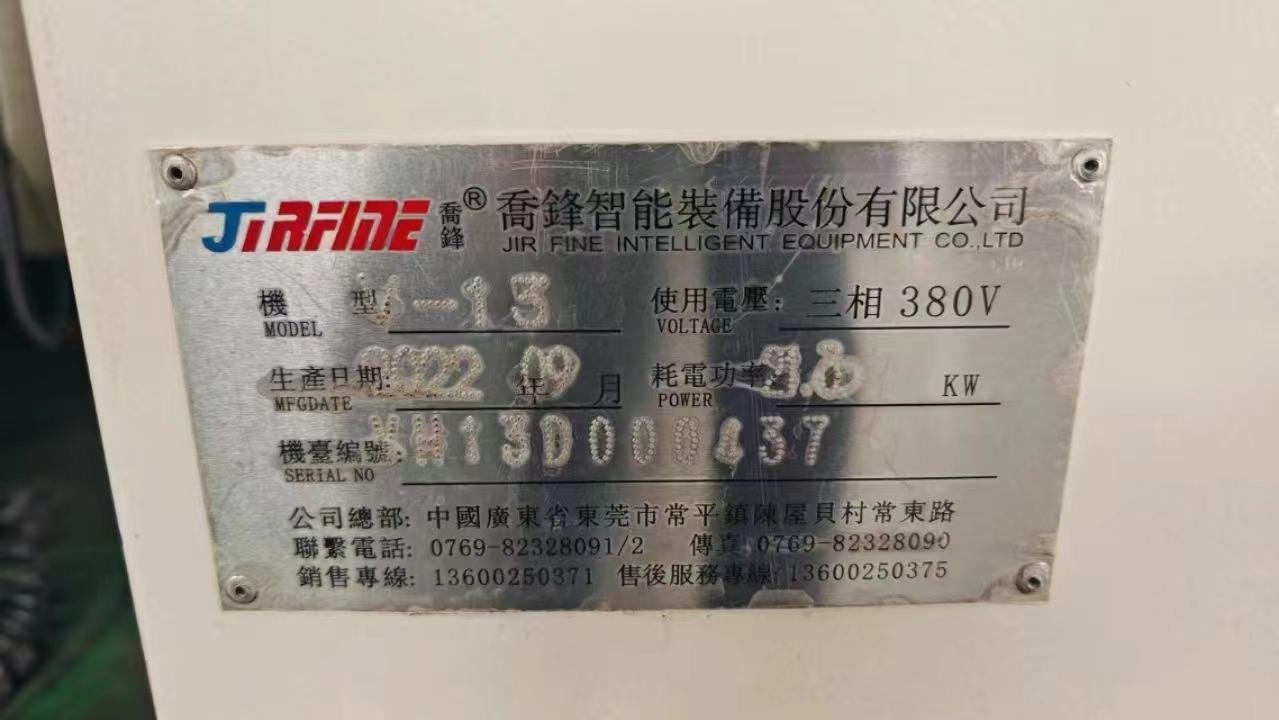 JIRFINE 喬鋒® 喬鋒智能裝備股份有限公司
JIR FINE INTELLIGENT EQUIPMENT CO.,LTD
機型: -13 使用電壓: 三相 380V
MODEL VOLTAGE
生產日期: 2022 年 09 月 耗電功率 KW
MFGDATE POWER
機臺編號: M13D000437
SERIAL NO
公司總部: 中國廣東省東莞市常平鎮陳屋貝村常東路
聯繫電話: 0769-82328091/2 傳真 0769-82328090
銷售專線: 13600250371 售後服務專線: 13600250375